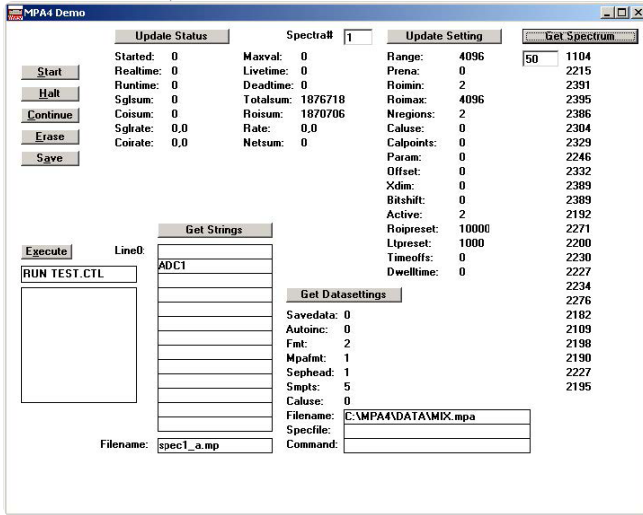 MPA4 Demo
Update Status
Spectra# 1
Update Setting
Get Spectrum
Start
Halt
Continue
Erase
Save
Started: 0
Realtime: 0
Runtime: 0
Sglsum: 0
Coisum: 0
Sglrate: 0,0
Coirate: 0,0
Maxval: 0
Livetime: 0
Deadtime: 0
Totalsum: 1876718
Roisum: 1870706
Rate: 0,0
Netsum: 0
Range: 4096
Prena: 0
Roimin: 2
Roimax: 4096
Nregions: 2
Caluse: 0
Calpoints: 0
Param: 0
Offset: 0
Xdim: 0
Bitshift: 0
Active: 2
Roipreset: 10000
Ltpreset: 1000
Timeoffs: 0
Dwelltime: 0
50
1104
2215
2391
2395
2386
2304
2329
2246
2332
2389
2389
2192
2271
2200
2230
2227
2234
2276
2182
2109
2198
2190
2227
2195
Execute
RUN TEST.CTL
Get Strings
Line0:
ADC1
Filename: spec1_a.mp
Get Datasettings
Savedata: 0
Autoinc: 0
Fmt: 2
Mpafmt: 1
Sephead: 1
Smpts: 5
Caluse: 0
Filename: C:\MPA4\DATA\MIX.mpa
Specfile:
Command: